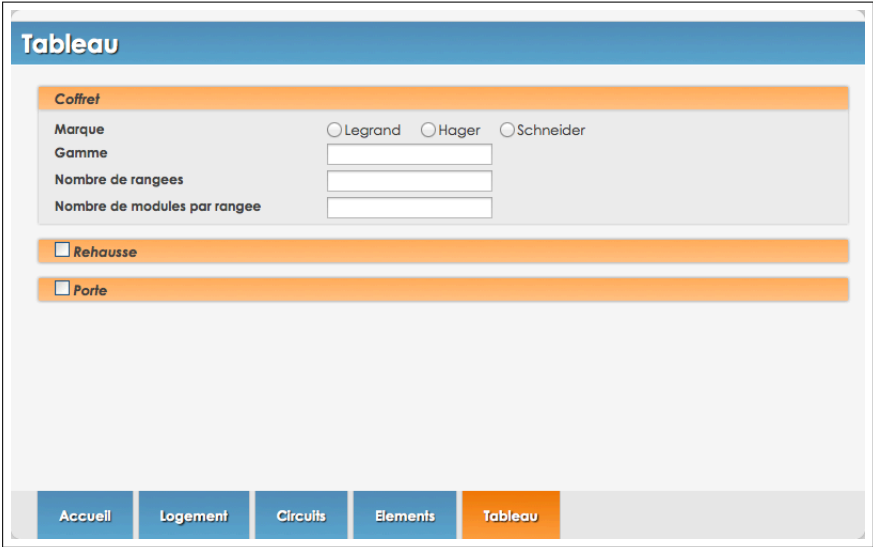 Tableau
Coffret
Marque Legrand Hager Schneider
Gamme
Nombre de rangees
Nombre de modules par rangee
Rehausse
Porte
Accueil Logement Circuits Elements Tableau